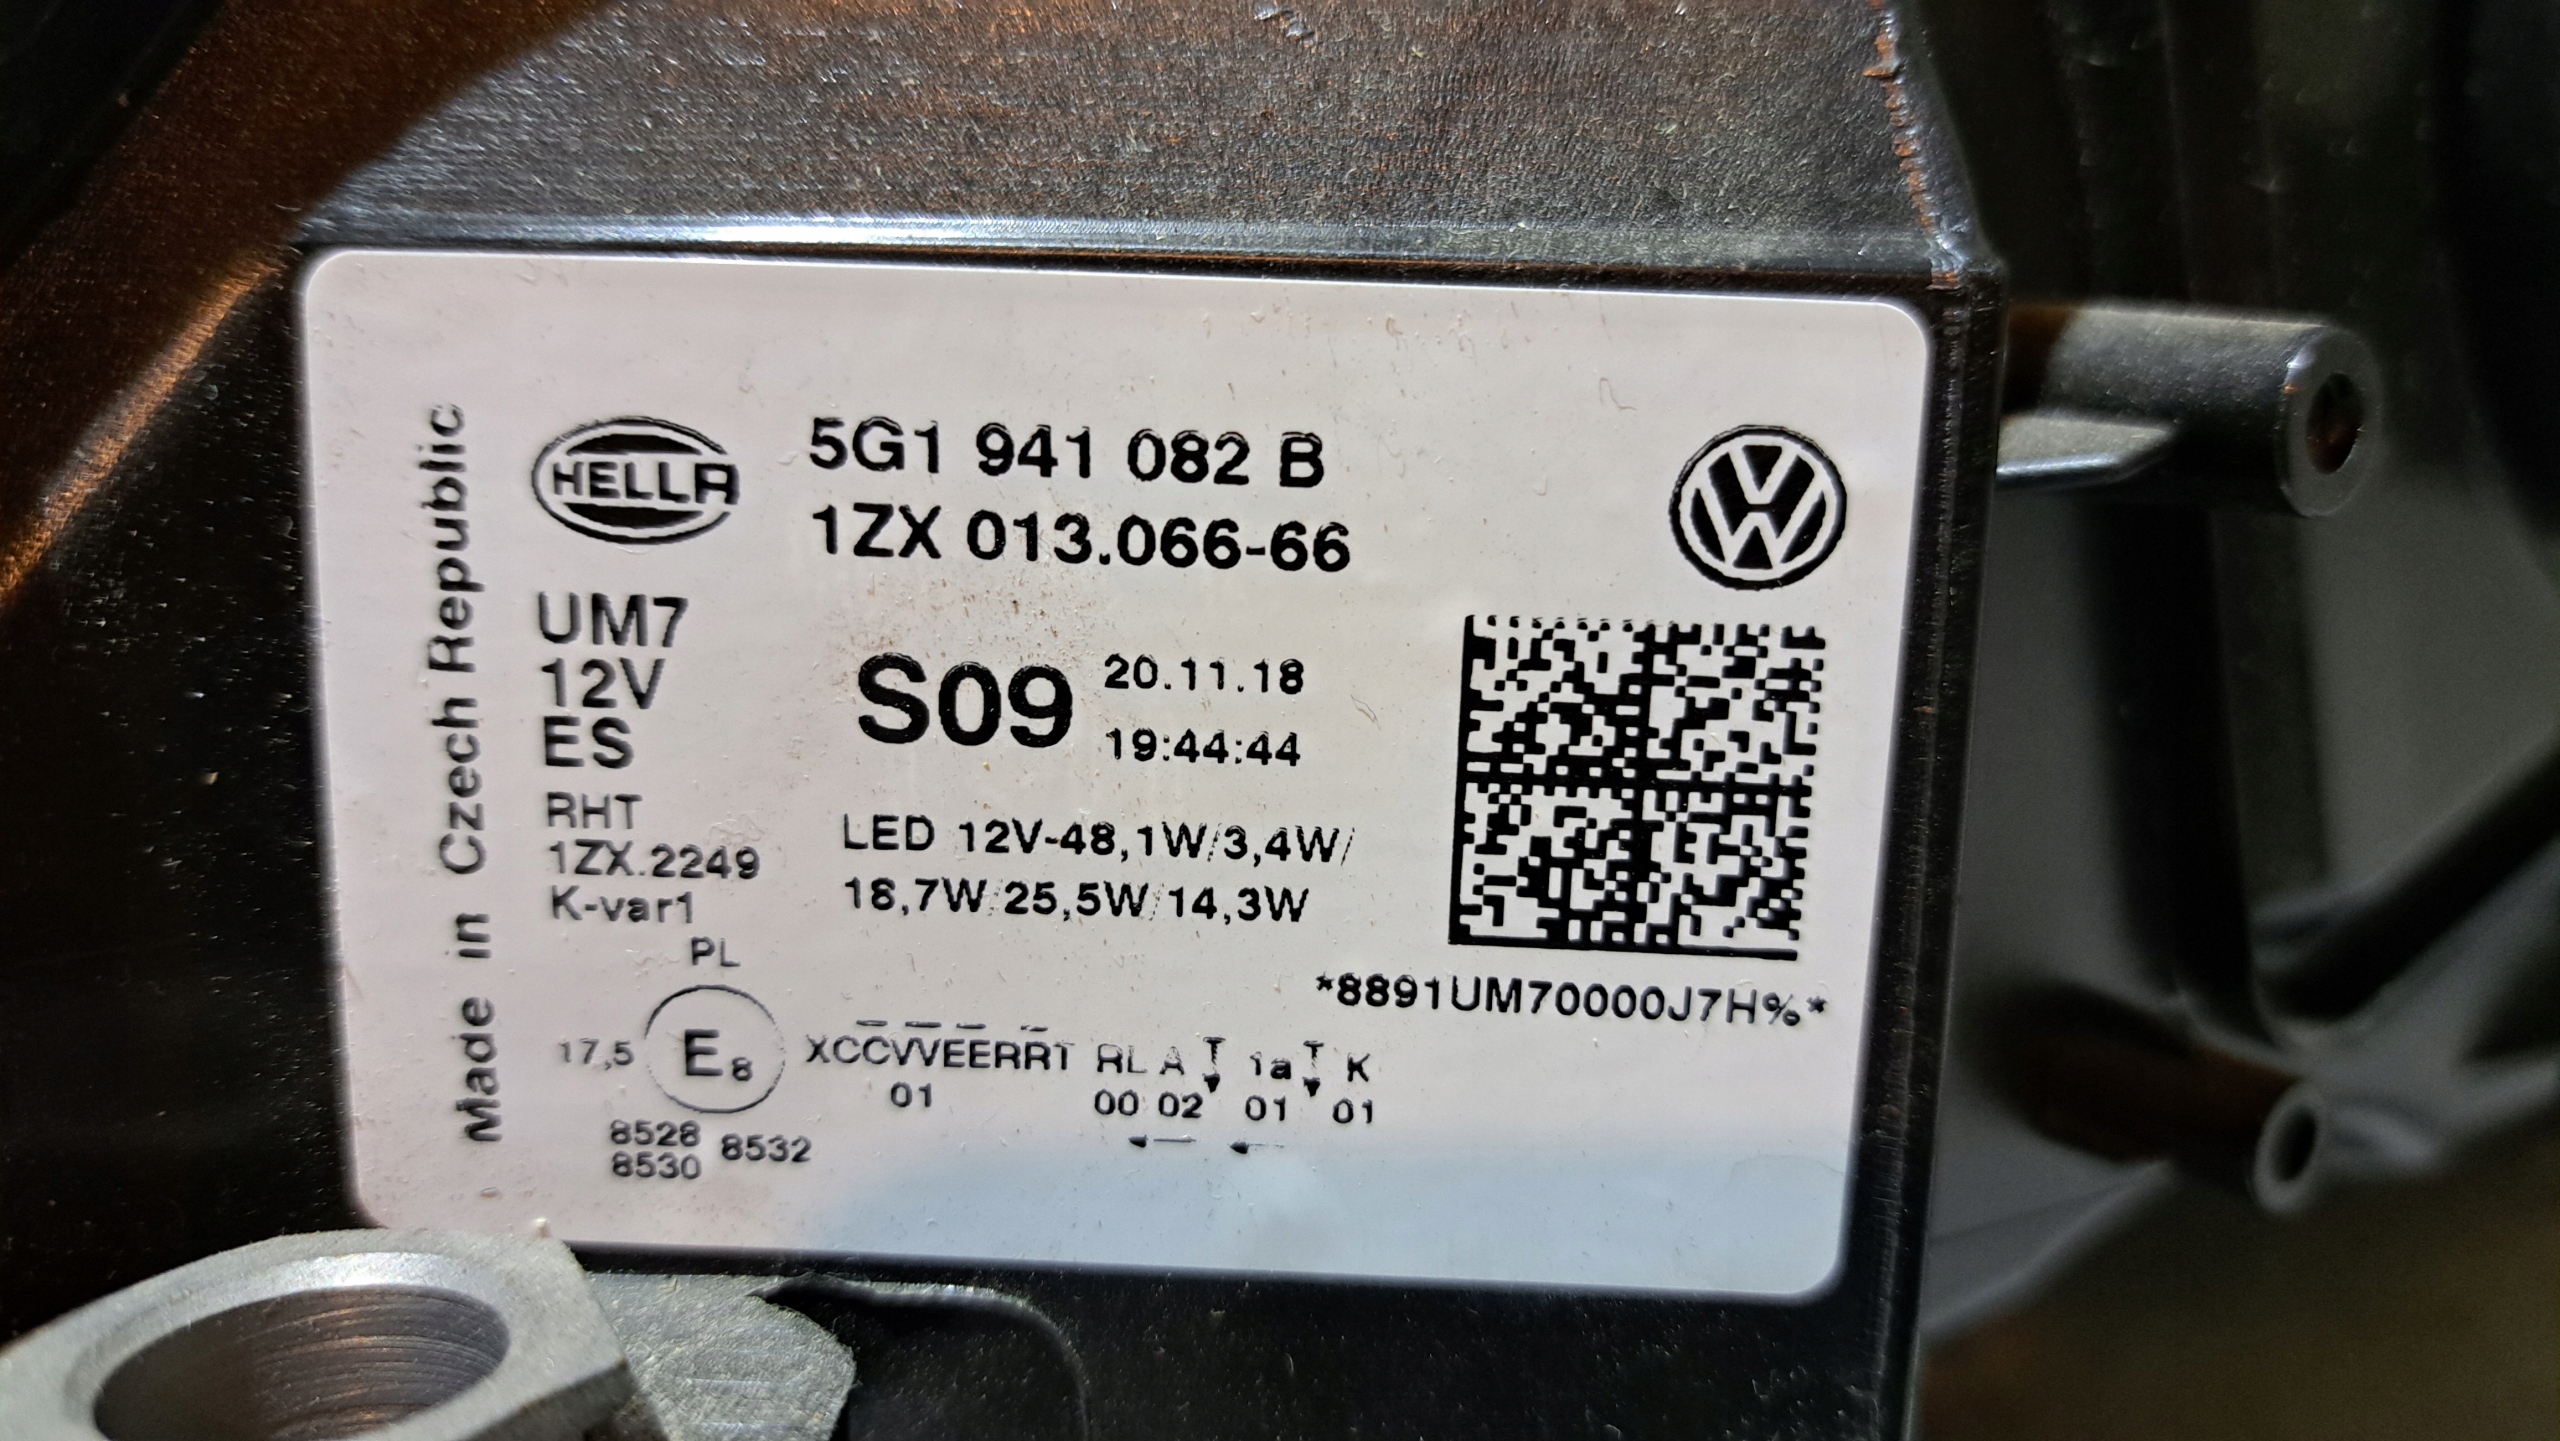 Made in Czech Republic
HELLA
5G1 941 082 B
1ZX 013.066-66
UM7
12V
ES
S09
20.11.18
19:44:44
RHT
1ZX.2249
K-var1
LED 12V-48,1W/3,4W/
18,7W/25,5W/14,3W
*8891UM70000J7H%*
PL
17,5 E8 XCCVVEERRT RL A T 1a T K
01 00 02 01 01
8528 8532
8530